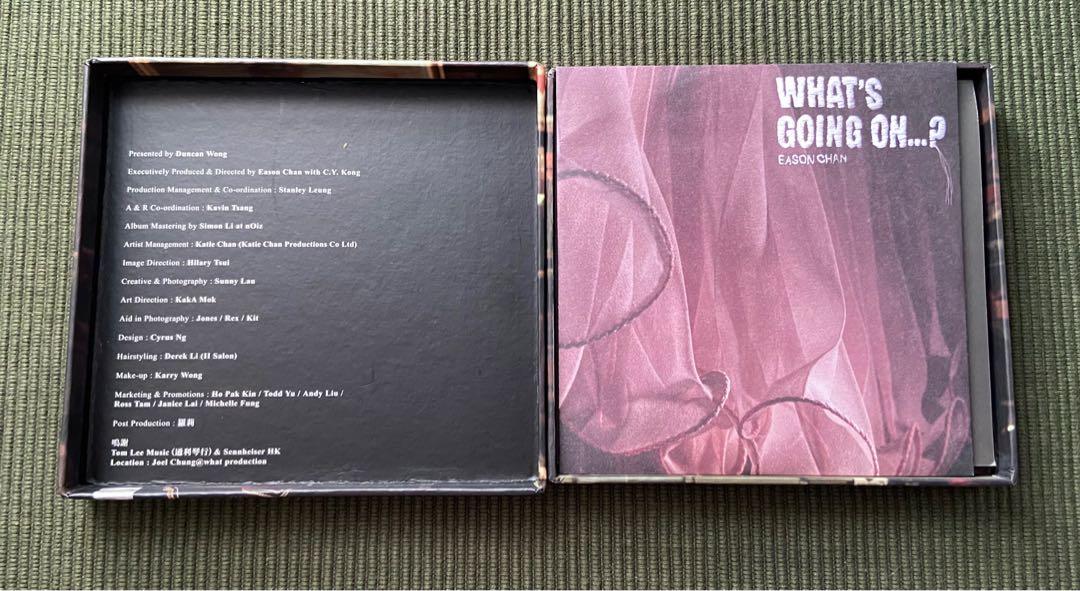 Presented by Duncan Wong
Executively Produced & Directed by Eason Chan with C.Y. Kong
Production Management & Co-ordination : Stanley Leung
A & R Co-ordination : Kavin Tsang
Album Mastering by Simon Li at nOiz
Artist Management : Katie Chan (Katie Chan Productions Co Ltd)
Image Direction : Hilary Tsui
Creative & Photography : Sunny Lau
Art Direction : KakA Mok
Aid in Photography : Jones / Rex / Kit
Design : Cyrus Ng
Hairstyling : Derek Li (II Salon)
Make-up : Karry Wong
Marketing & Promotions : Ho Pak Kin / Todd Yu / Andy Liu /
Ross Tam / Janice Lai / Michelle Fung
Post Production : 羅莉
鳴謝
Tom Lee Music (通利琴行) & Sennheiser HK
Location : Joel Chung@what production
WHAT'S
GOING ON...?
EASON CHAN